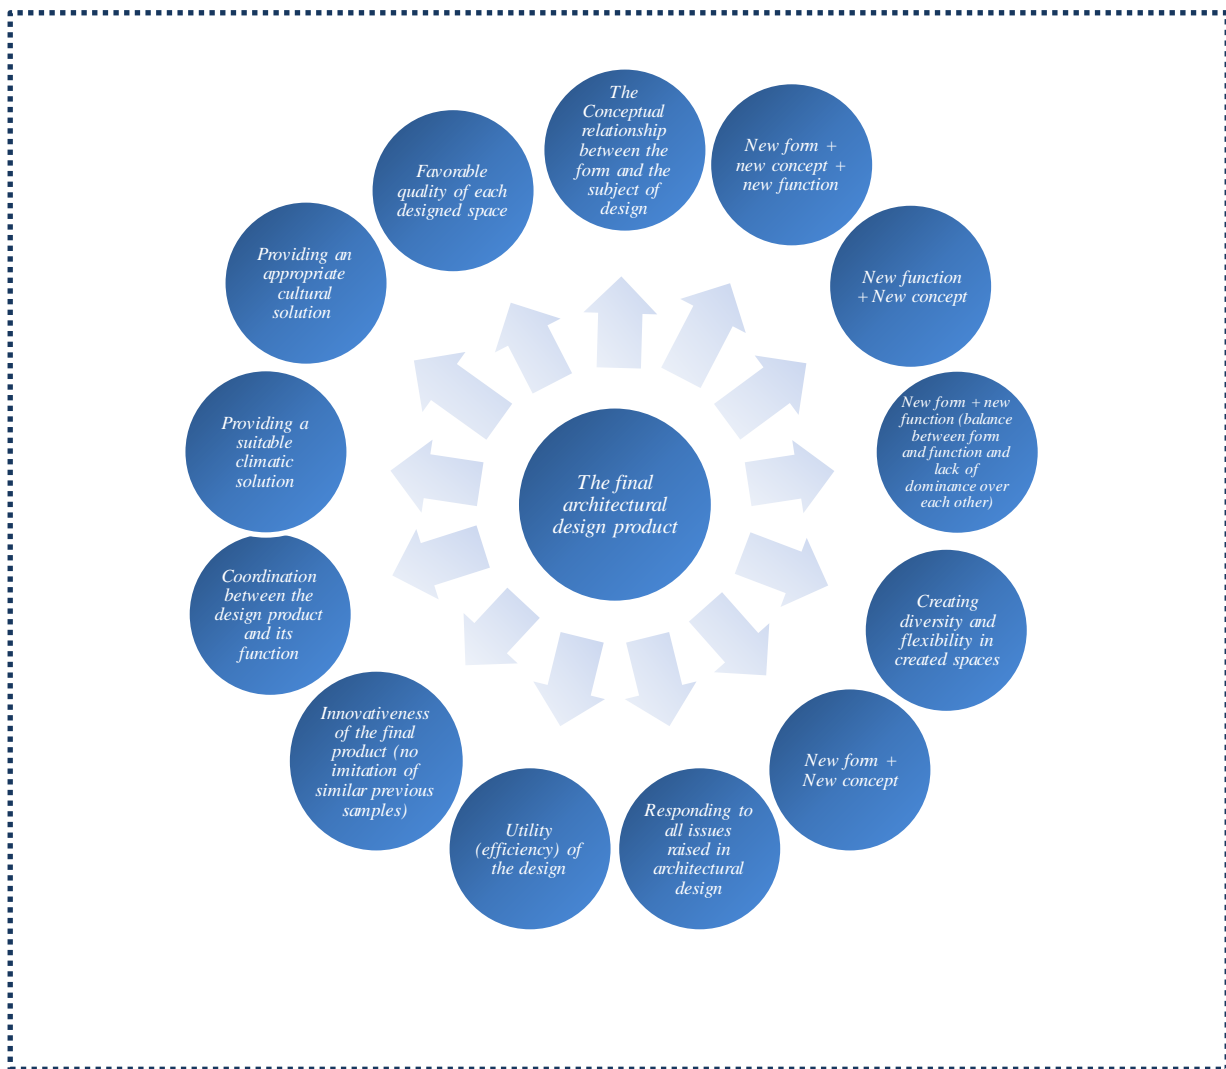 The
Conceptual
relationship
between the
form and the
subject of
design
New form +
new concept +
new function
New function
+ New concept
New form + new
function (balance
between form
and function and
lack of
dominance over
each other)
Creating
diversity and
flexibility in
created spaces
New form +
New concept
Responding to
all issues
raised in
architectural
design
Utility
(efficiency) of
the design
Innovativeness
of the final
product (no
imitation of
similar previous
samples)
Coordination
between the
design product
and its
function
Providing a
suitable
climatic
solution
Providing an
appropriate
cultural
solution
Favorable
quality of each
designed space
The final
architectural
design product